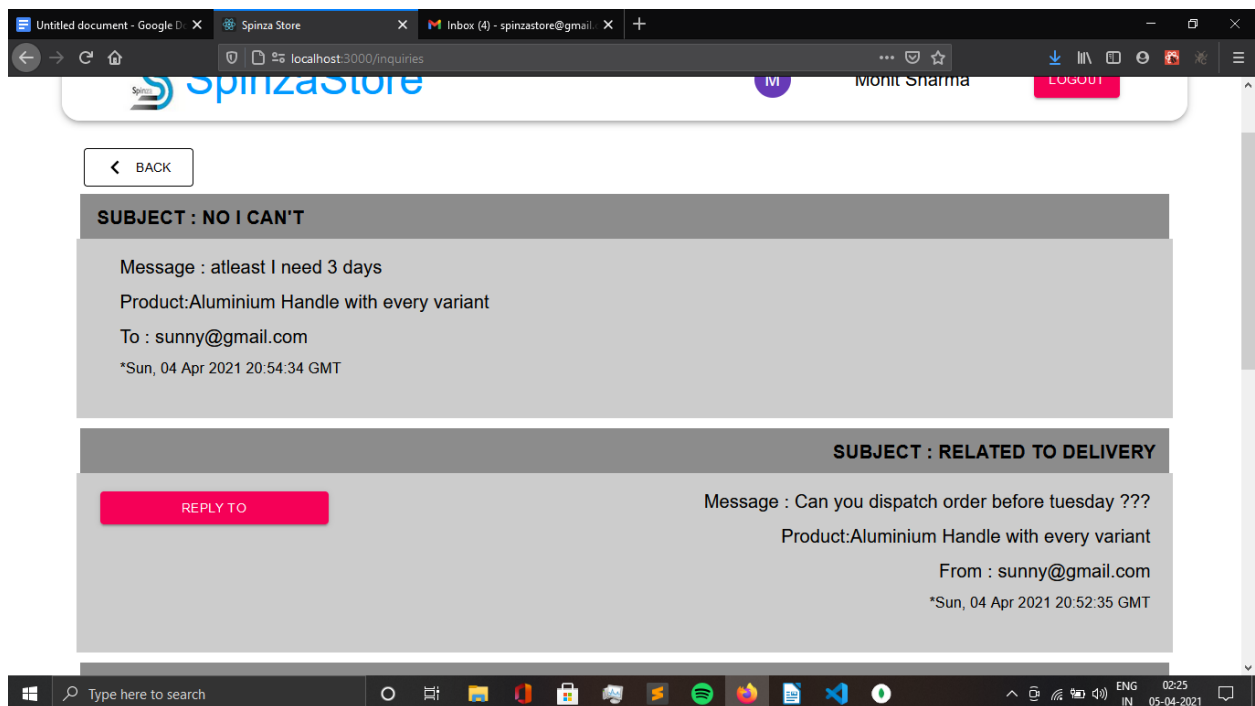 Untitled document - Google Do
Spinza Store
Inbox (4) - spinzastore@gmail.
localhost:3000/inquiries
Spinza
SpinzaStore
M
Mohit Sharma
LOGOUT
BACK
SUBJECT : NO I CAN'T
Message : atleast I need 3 days
Product:Aluminium Handle with every variant
To : sunny@gmail.com
*Sun, 04 Apr 2021 20:54:34 GMT
SUBJECT : RELATED TO DELIVERY
REPLY TO
Message : Can you dispatch order before tuesday ???
Product:Aluminium Handle with every variant
From : sunny@gmail.com
*Sun, 04 Apr 2021 20:52:35 GMT
Type here to search
ENG
IN
02:25
05-04-2021